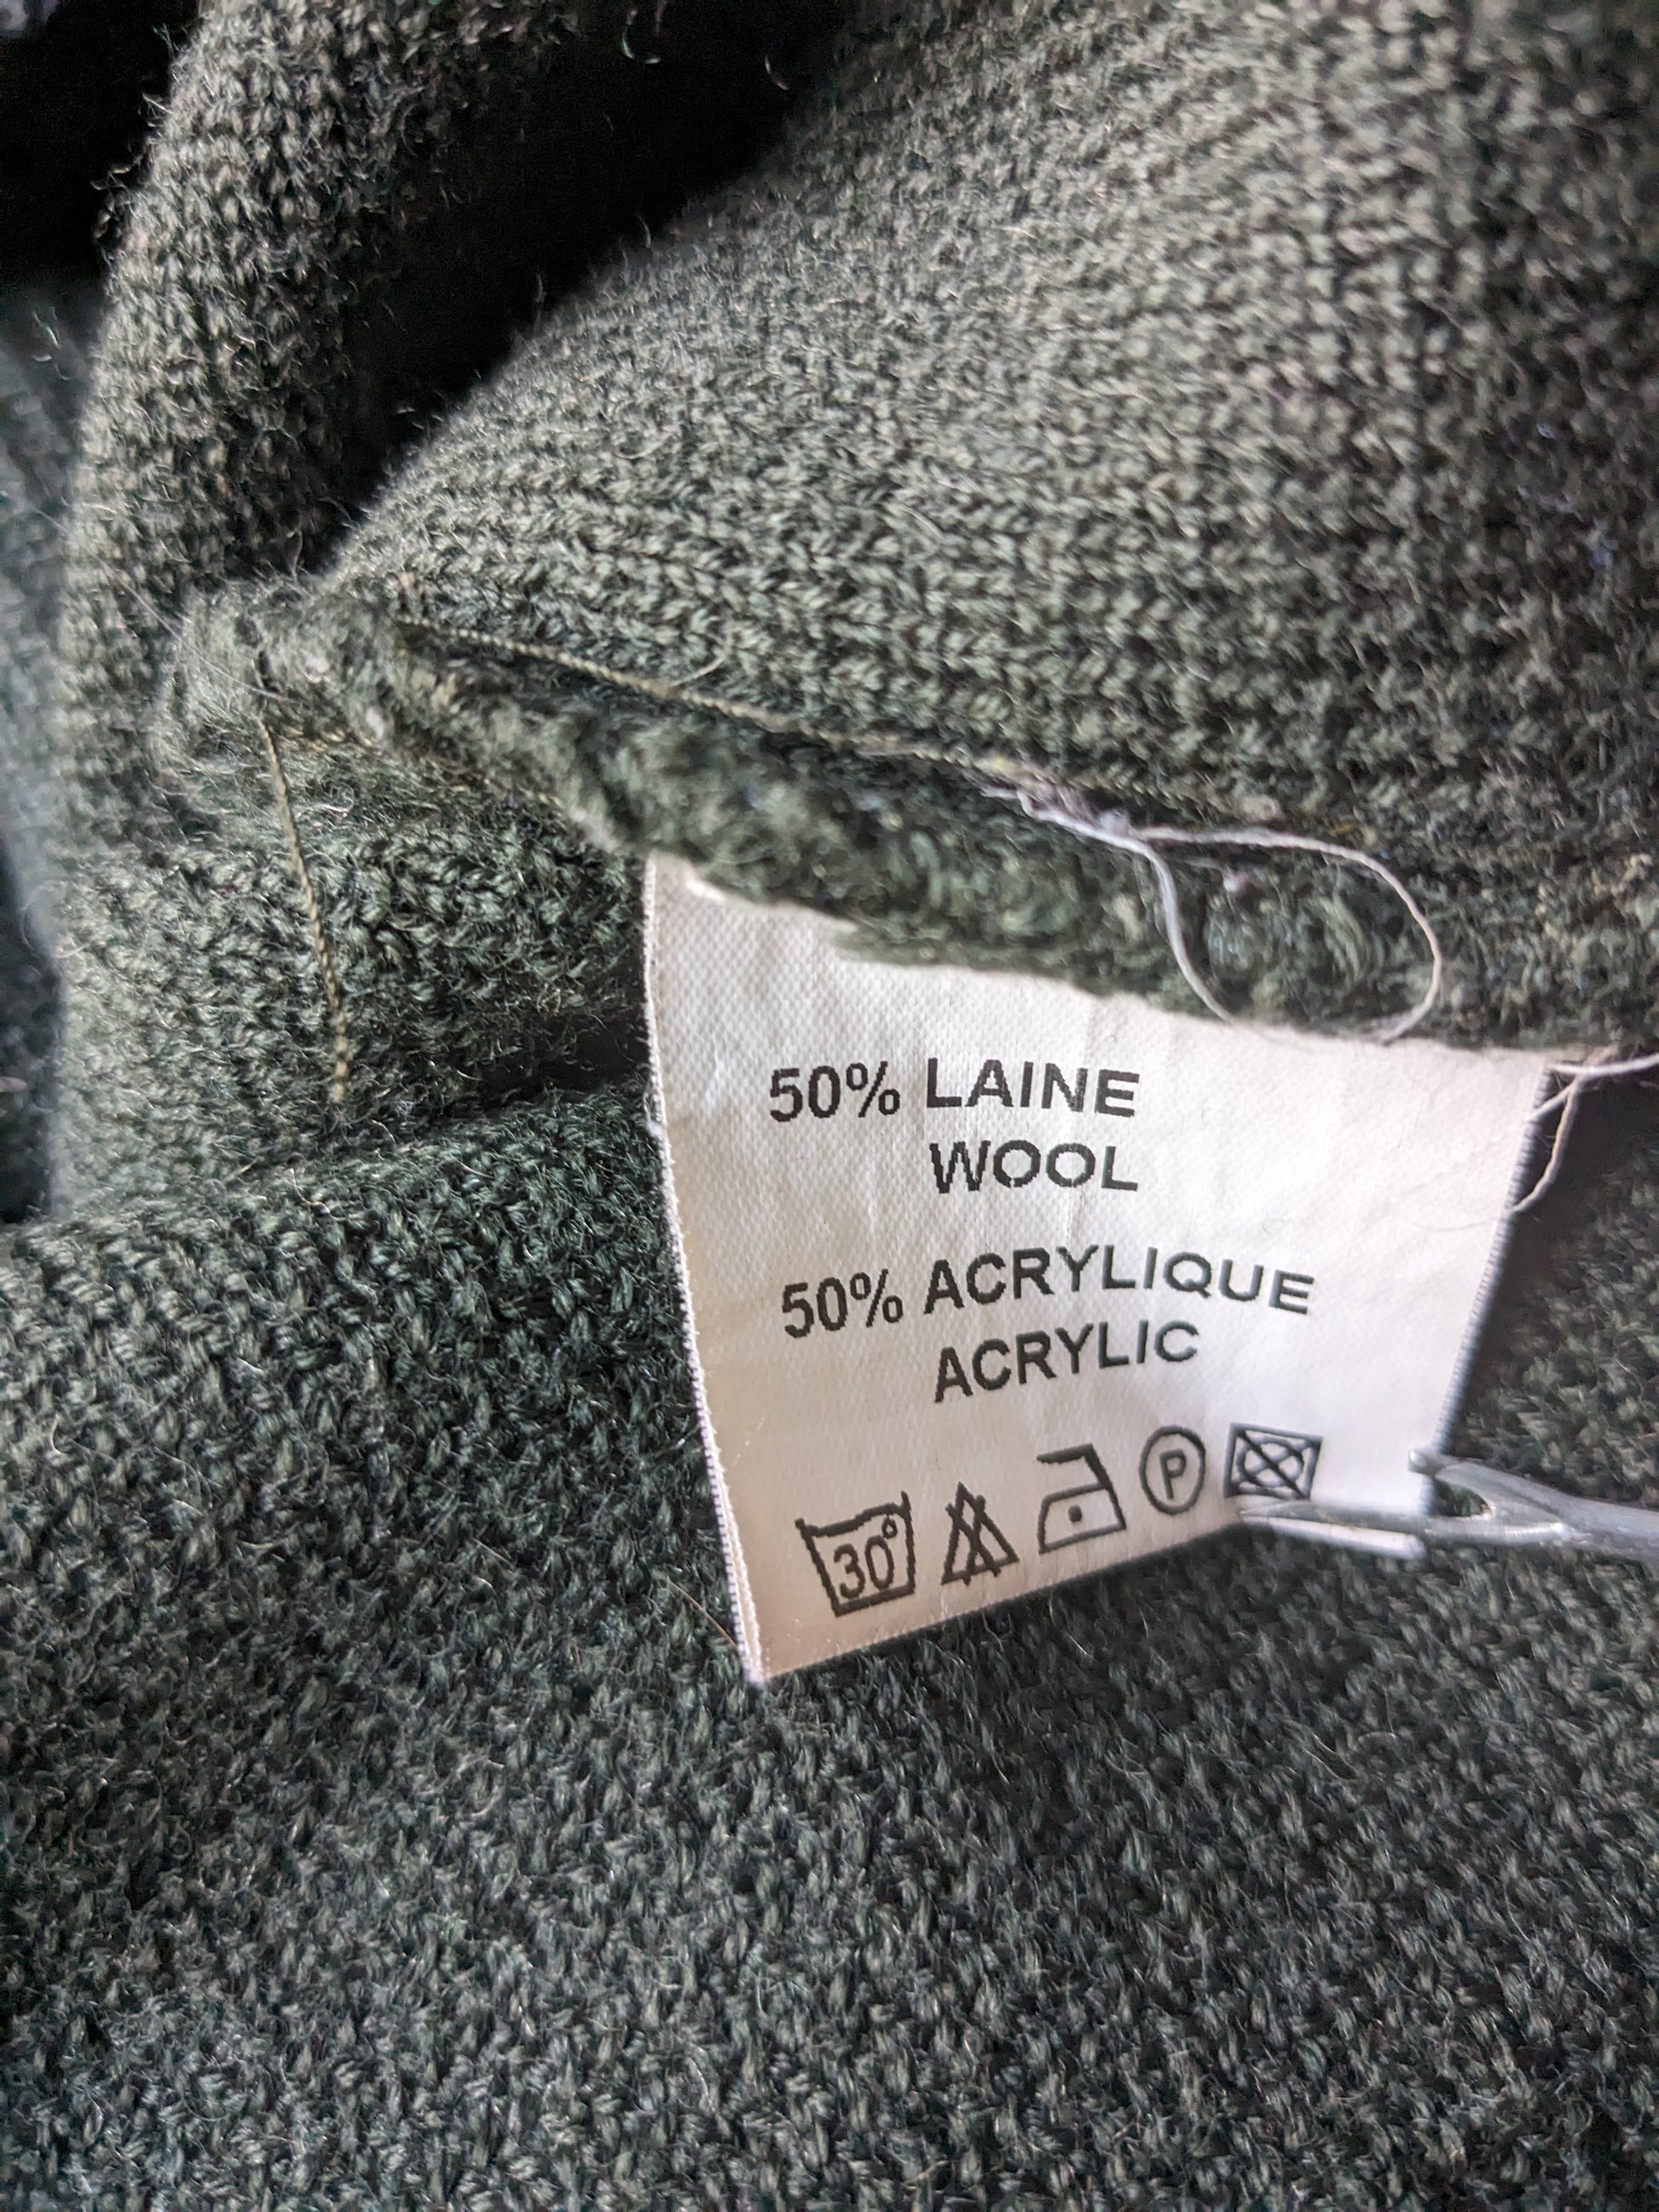 50% LAINE
WOOL
50% ACRYLIQUE
ACRYLIC
30°
P